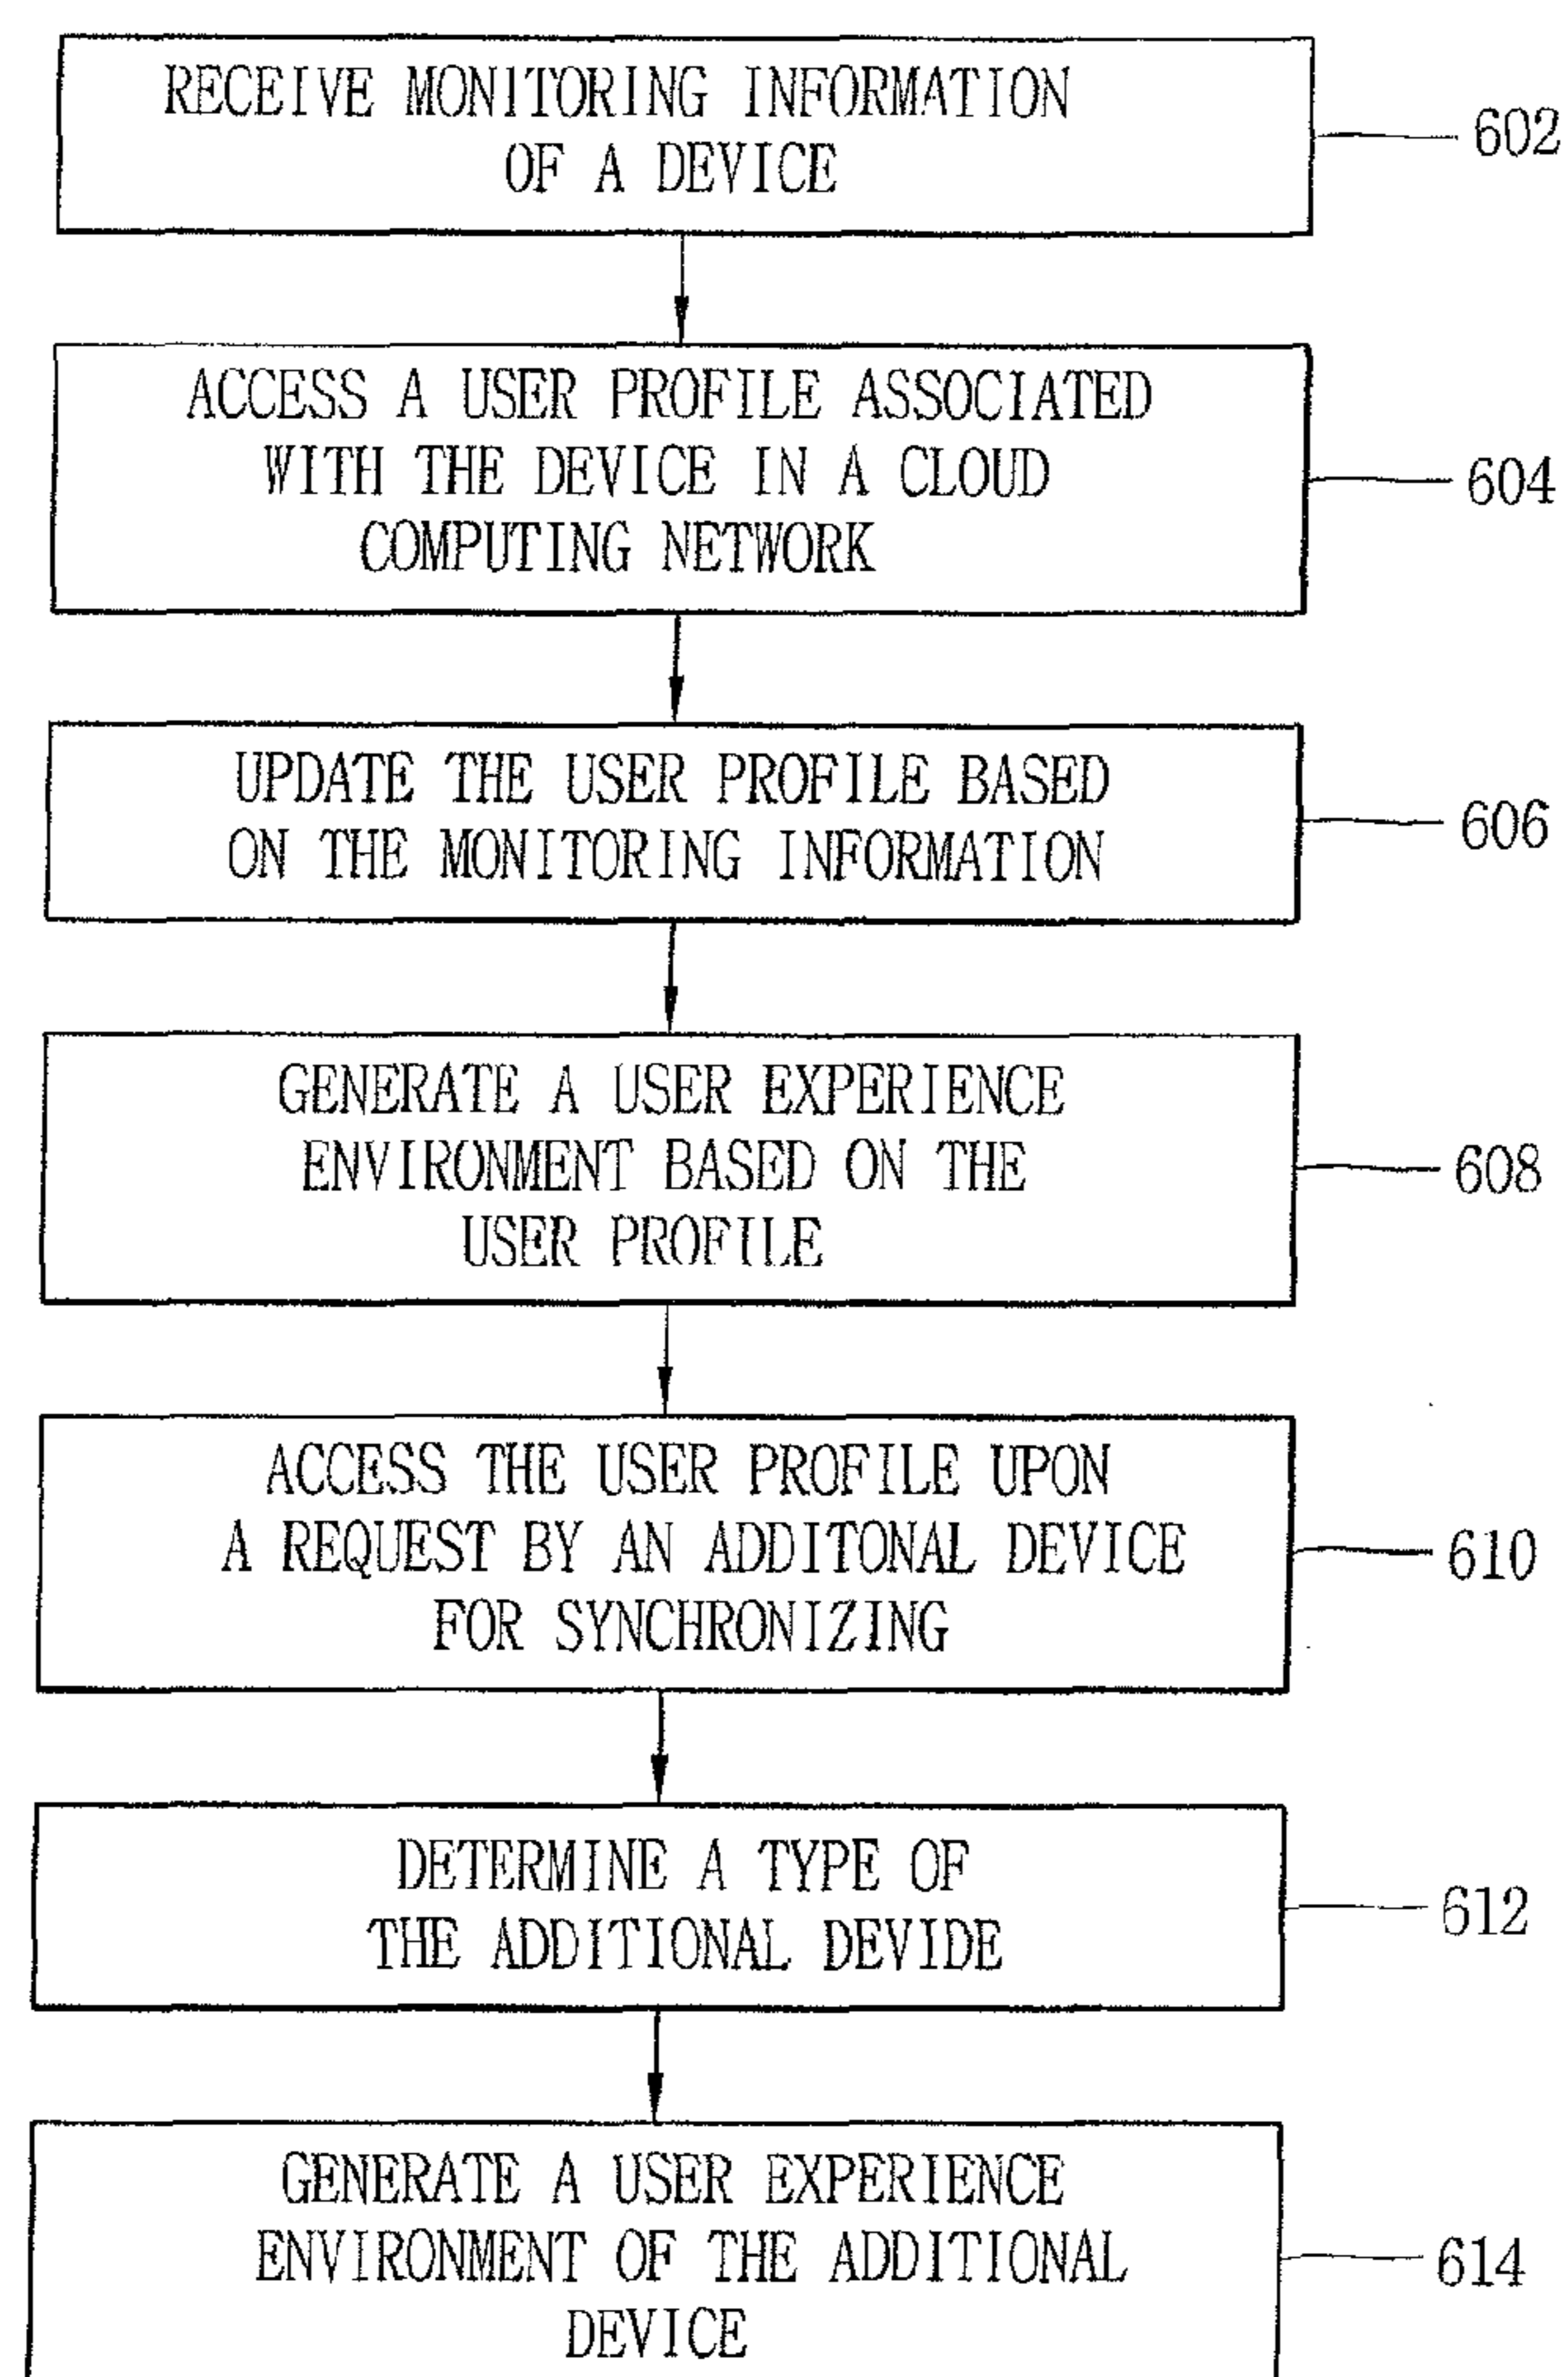 RECEIVE MONITORING INFORMATION
OF A DEVICE
602
ACCESS A USER PROFILE ASSOCIATED
WITH THE DEVICE IN A CLOUD
COMPUTING NETWORK
604
UPDATE THE USER PROFILE BASED
ON THE MONITORING INFORMATION
606
GENERATE A USER EXPERIENCE
ENVIRONMENT BASED ON THE
USER PROFILE
608
ACCESS THE USER PROFILE UPON
A REQUEST BY AN ADDITONAL DEVICE
FOR SYNCHRONIZING
610
DETERMINE A TYPE OF
THE ADDITIONAL DEVIDE
612
GENERATE A USER EXPERIENCE
ENVIRONMENT OF THE ADDITIONAL
DEVICE
614